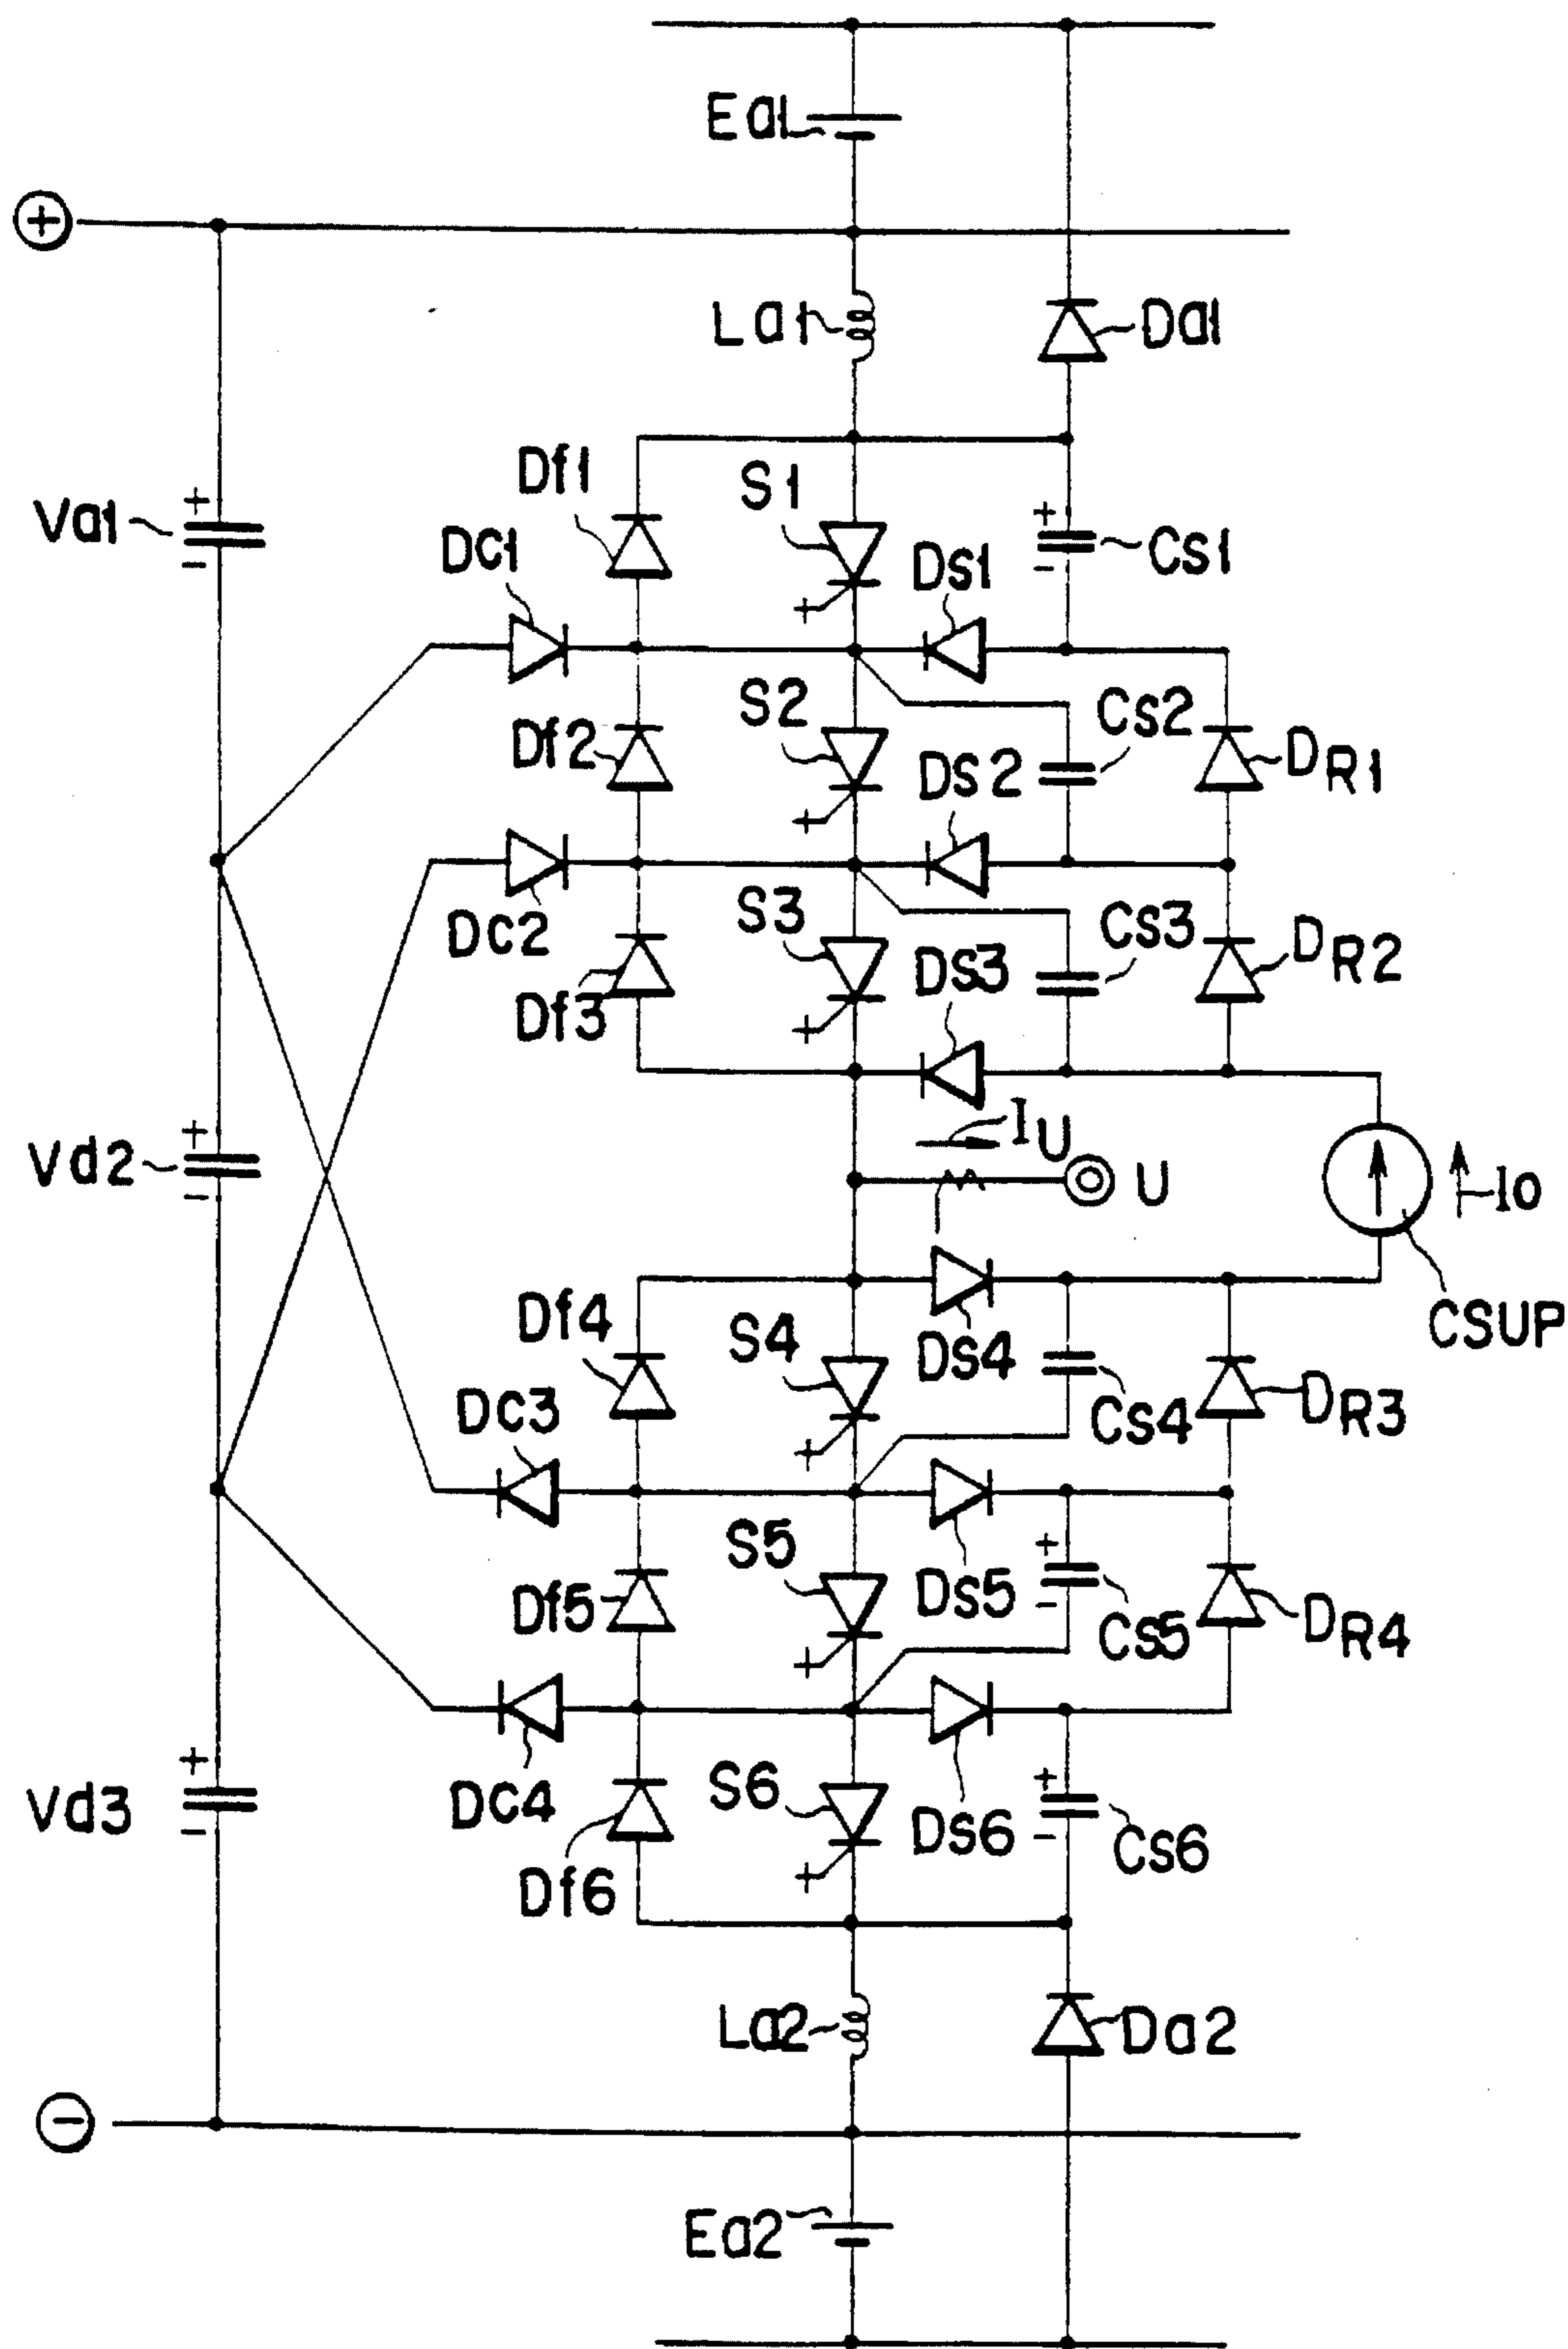 Ea1
+
La1
Da1
Df1
S1
Va1
+
-
DC1
+
-
Cs1
Ds1
+
S2
Cs2
Df2
Ds2
DR1
+
DC2
S3
Cs3
DR2
Ds3
Df3
+
IU
Vd2
+
-
U
Io
CSUP
Df4
S4
Ds4
DC3
Cs4
DR3
+
S5
+
-
Df5
Ds5
Cs5
DR4
+
Vd3
+
-
DC4
S6
+
-
Ds6
Cs6
Df6
+
La2
Da2
-
Ea2